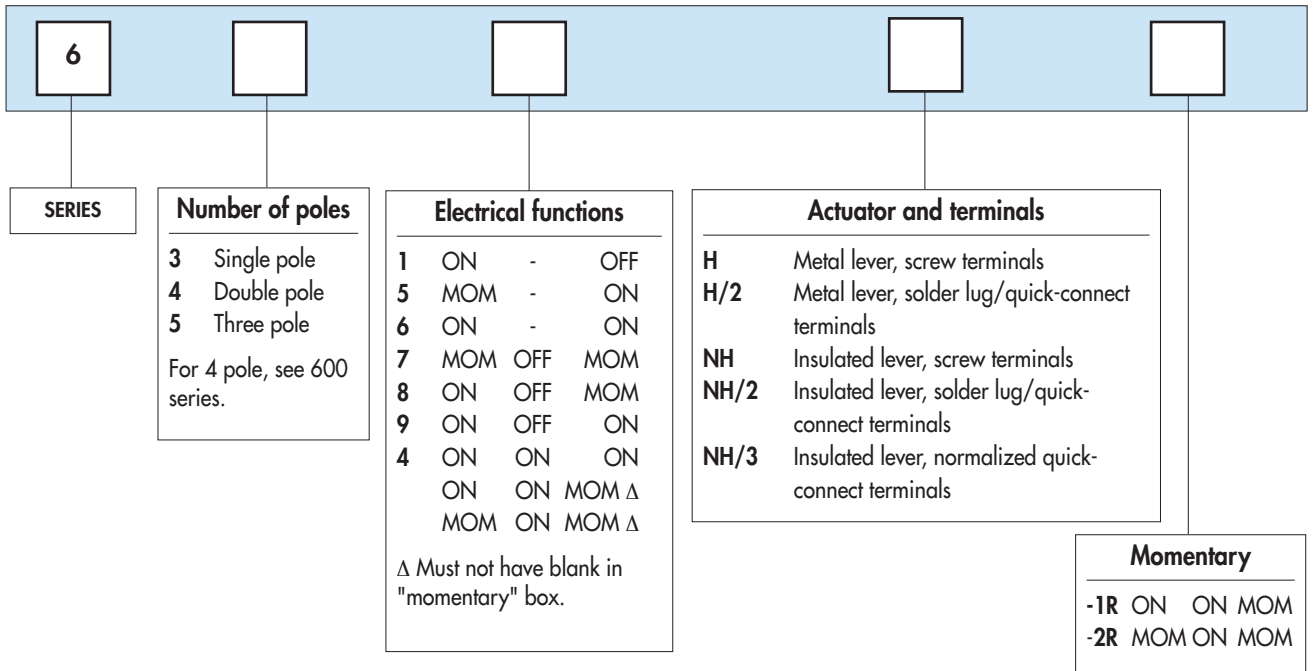 6
SERIES
Number of poles
3 Single pole
4 Double pole
5 Three pole
For 4 pole, see 600
series.
Electrical functions
1 ON - OFF
5 MOM - ON
6 ON - ON
7 MOM OFF MOM
8 ON OFF MOM
9 ON OFF ON
4 ON ON ON
ON ON MOM Δ
MOM ON MOM Δ
Δ Must not have blank in
"momentary" box.
Actuator and terminals
H Metal lever, screw terminals
H/2 Metal lever, solder lug/quick-connect
terminals
NH Insulated lever, screw terminals
NH/2 Insulated lever, solder lug/quick-
connect terminals
NH/3 Insulated lever, normalized quick-
connect terminals
Momentary
-1R ON ON MOM
-2R MOM ON MOM